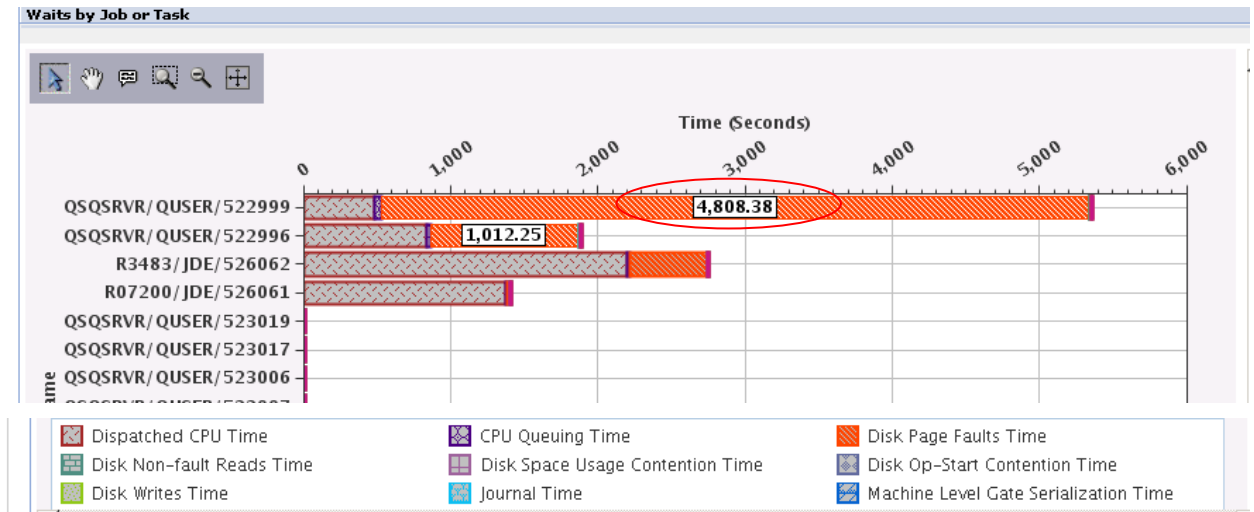 Waits by Job or Task
Time (Seconds)
0 1,000 2,000 3,000 4,000 5,000 6,000
QSQSRVR/QUSER/522999 4,808.38
QSQSRVR/QUSER/522996 1,012.25
R3483/JDE/526062
R07200/JDE/526061
QSQSRVR/QUSER/523019
QSQSRVR/QUSER/523017
QSQSRVR/QUSER/523006
Dispatched CPU Time CPU Queuing Time Disk Page Faults Time
Disk Non-fault Reads Time Disk Space Usage Contention Time Disk Op-Start Contention Time
Disk Writes Time Journal Time Machine Level Gate Serialization Time